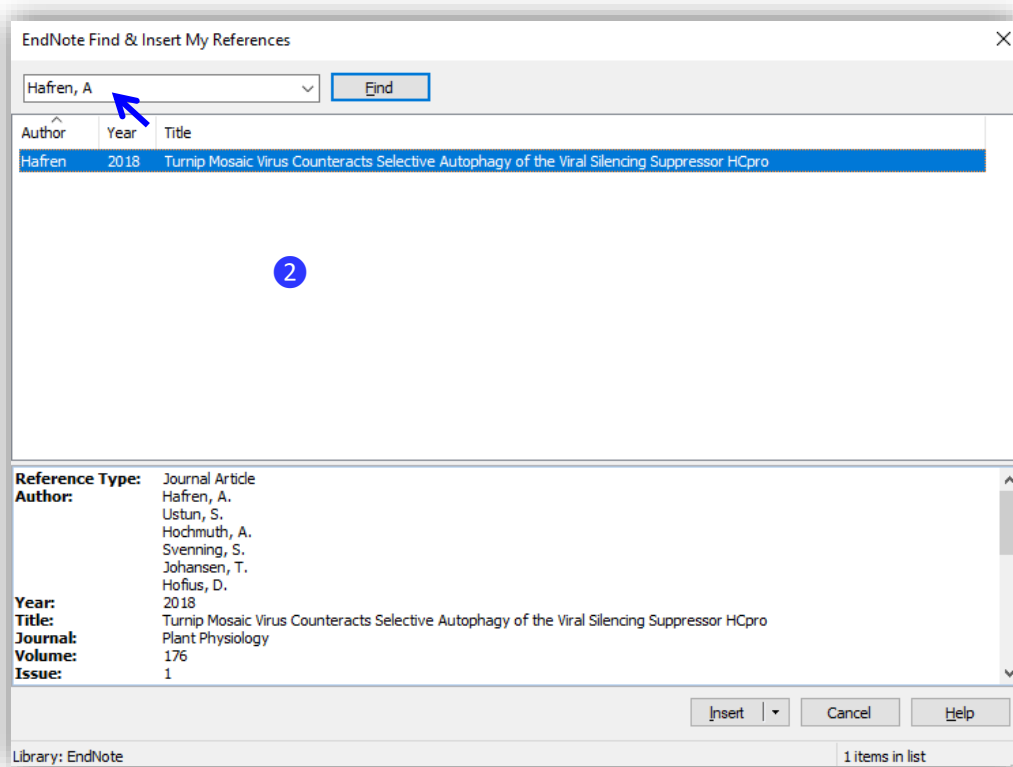 EndNote Find & Insert My References
Hafren, A
Find
Author Year Title
Hafren 2018 Turnip Mosaic Virus Counteracts Selective Autophagy of the Viral Silencing Suppressor HCpro
2
Reference Type: Journal Article
Author: Hafren, A.
Ustun, S.
Hochmuth, A.
Svenning, S.
Johansen, T.
Hofius, D.
Year: 2018
Title: Turnip Mosaic Virus Counteracts Selective Autophagy of the Viral Silencing Suppressor HCpro
Journal: Plant Physiology
Volume: 176
Issue: 1
Insert Cancel Help
Library: EndNote 1 items in list